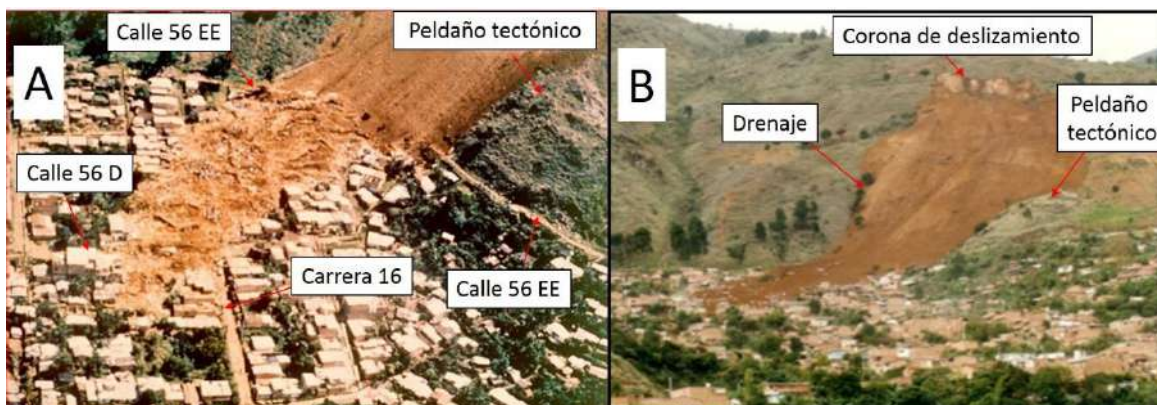 A
Calle 56 EE
Peldaño tectónico
Calle 56 D
Carrera 16
Calle 56 EE
B
Corona de deslizamiento
Drenaje
Peldaño
tectónico